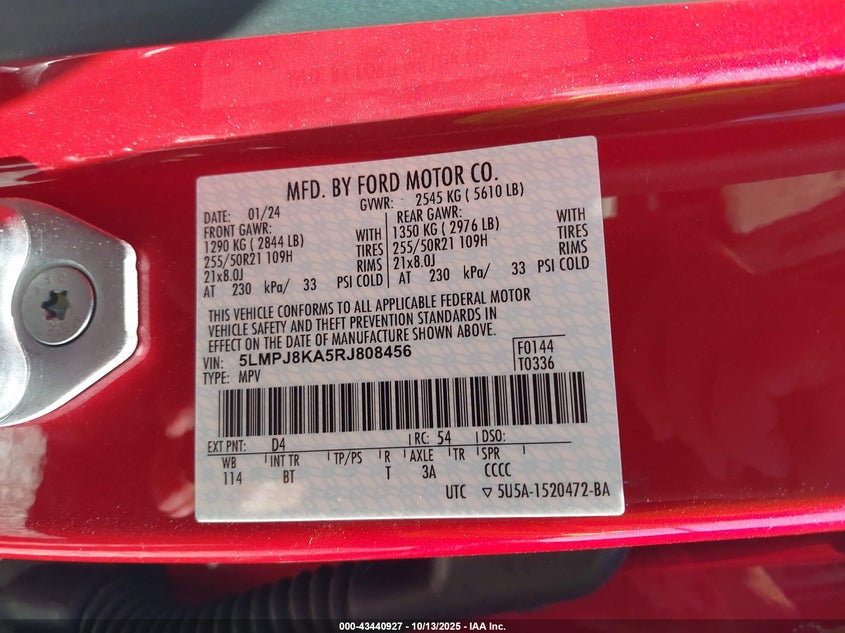 MFD. BY FORD MOTOR CO.
DATE: 01/24
GVWR: 2545 KG ( 5610 LB)
FRONT GAWR:
1290 KG ( 2844 LB) WITH
255/50R21 109H TIRES
21x8.0J RIMS
AT 230 kPa/ 33 PSI COLD
REAR GAWR:
1350 KG ( 2976 LB) WITH
255/50R21 109H TIRES
21x8.0J RIMS
AT 230 kPa/ 33 PSI COLD
THIS VEHICLE CONFORMS TO ALL APPLICABLE FEDERAL MOTOR
VEHICLE SAFETY AND THEFT PREVENTION STANDARDS IN
EFFECT ON THE DATE OF MANUFACTURE SHOWN ABOVE.
VIN: 5LMPJ8KA5RJ808456
TYPE: MPV
F0144
T0336
EXT PNT: D4 RC: 54 DSO:
WB INT TR TP/PS R AXLE TR SPR
114 BT T 3A CCCC
UTC ▽ 5U5A-1520472-BA
000-43440927 - 10/13/2025 - IAA Inc.